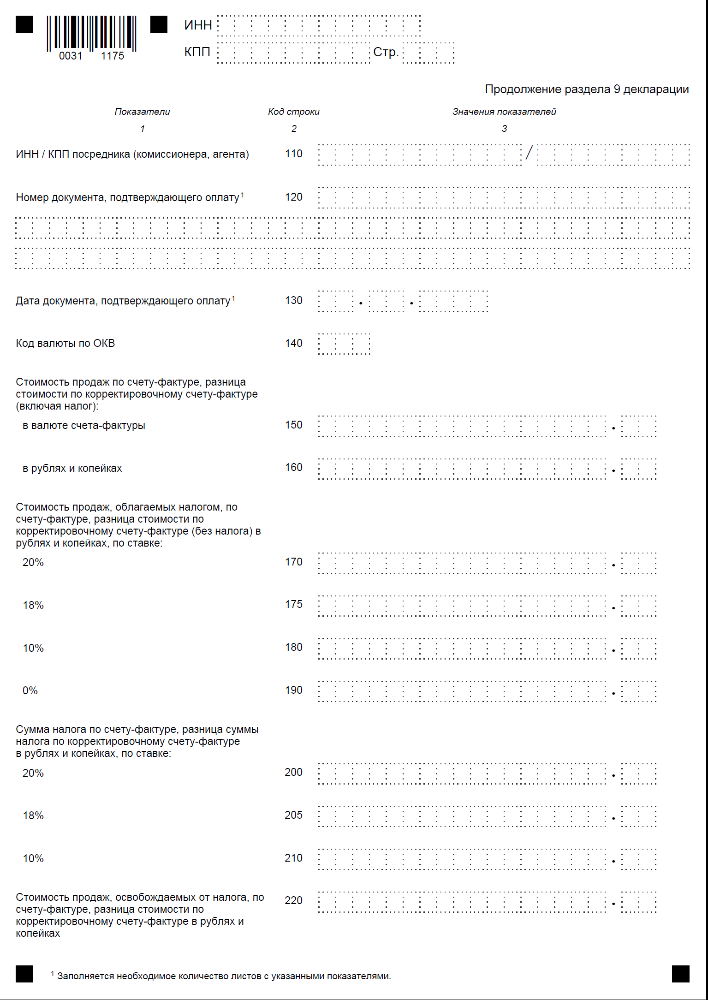 ИНН
0031 1175
КПП Стр.
Продолжение раздела 9 декларации
Показатели Код строки Значения показателей
1 2 3
ИНН / КПП посредника (комиссионера, агента) 110 /
Номер документа, подтверждающего оплату 1 120
Дата документа, подтверждающего оплату 1 130 . .
Код валюты по ОКВ 140
Стоимость продаж по счету-фактуре, разница
стоимости по корректировочному счету-фактуре
(включая налог):
в валюте счета-фактуры 150 .
в рублях и копейках 160 .
Стоимость продаж, облагаемых налогом, по
счету-фактуре, разница стоимости по
корректировочному счету-фактуре (без налога) в
рублях и копейках, по ставке:
20% 170 .
18% 175 .
10% 180 .
0% 190 .
Сумма налога по счету-фактуре, разница суммы
налога по корректировочному счету-фактуре
в рублях и копейках, по ставке:
20% 200 .
18% 205 .
10% 210 .
Стоимость продаж, освобождаемых от налога, по 220 .
счету-фактуре, разница стоимости по
корректировочному счету-фактуре в рублях и
копейках
1 Заполняется необходимое количество листов с указанными показателями.